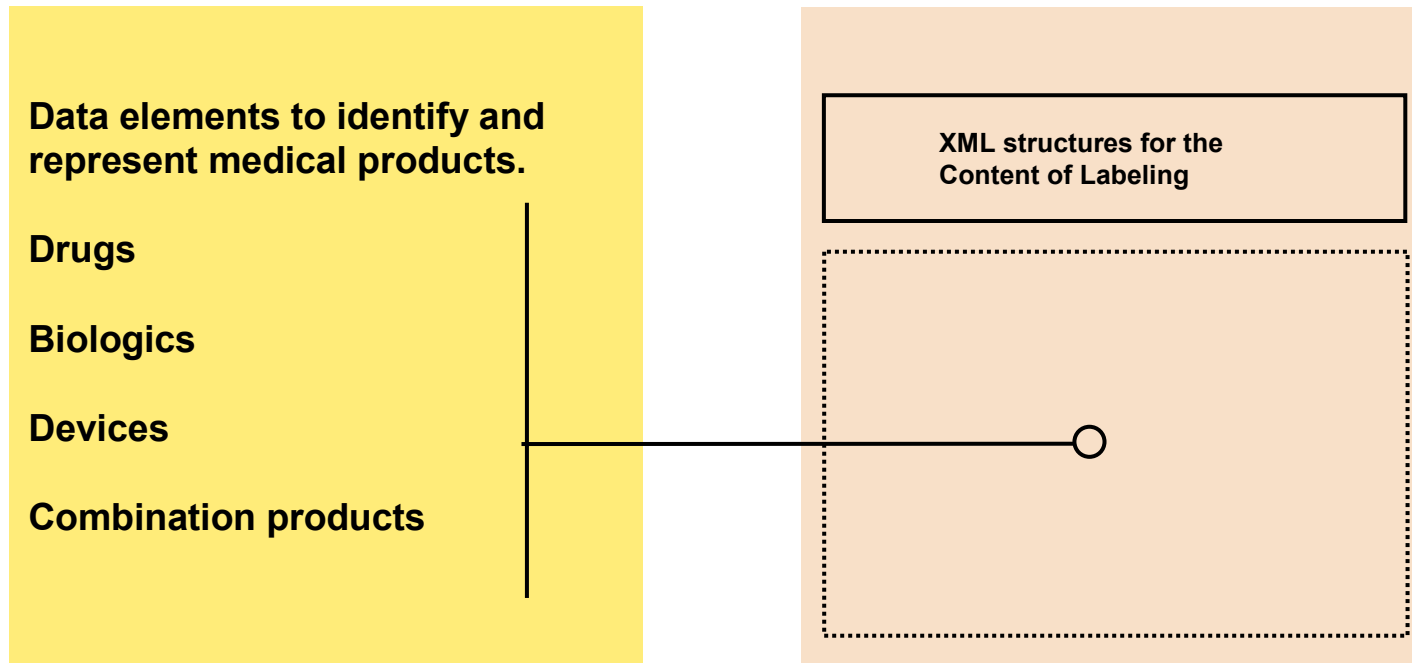 Data elements to identify and
represent medical products.
Drugs
Biologics
Devices
Combination products
XML structures for the
Content of Labeling